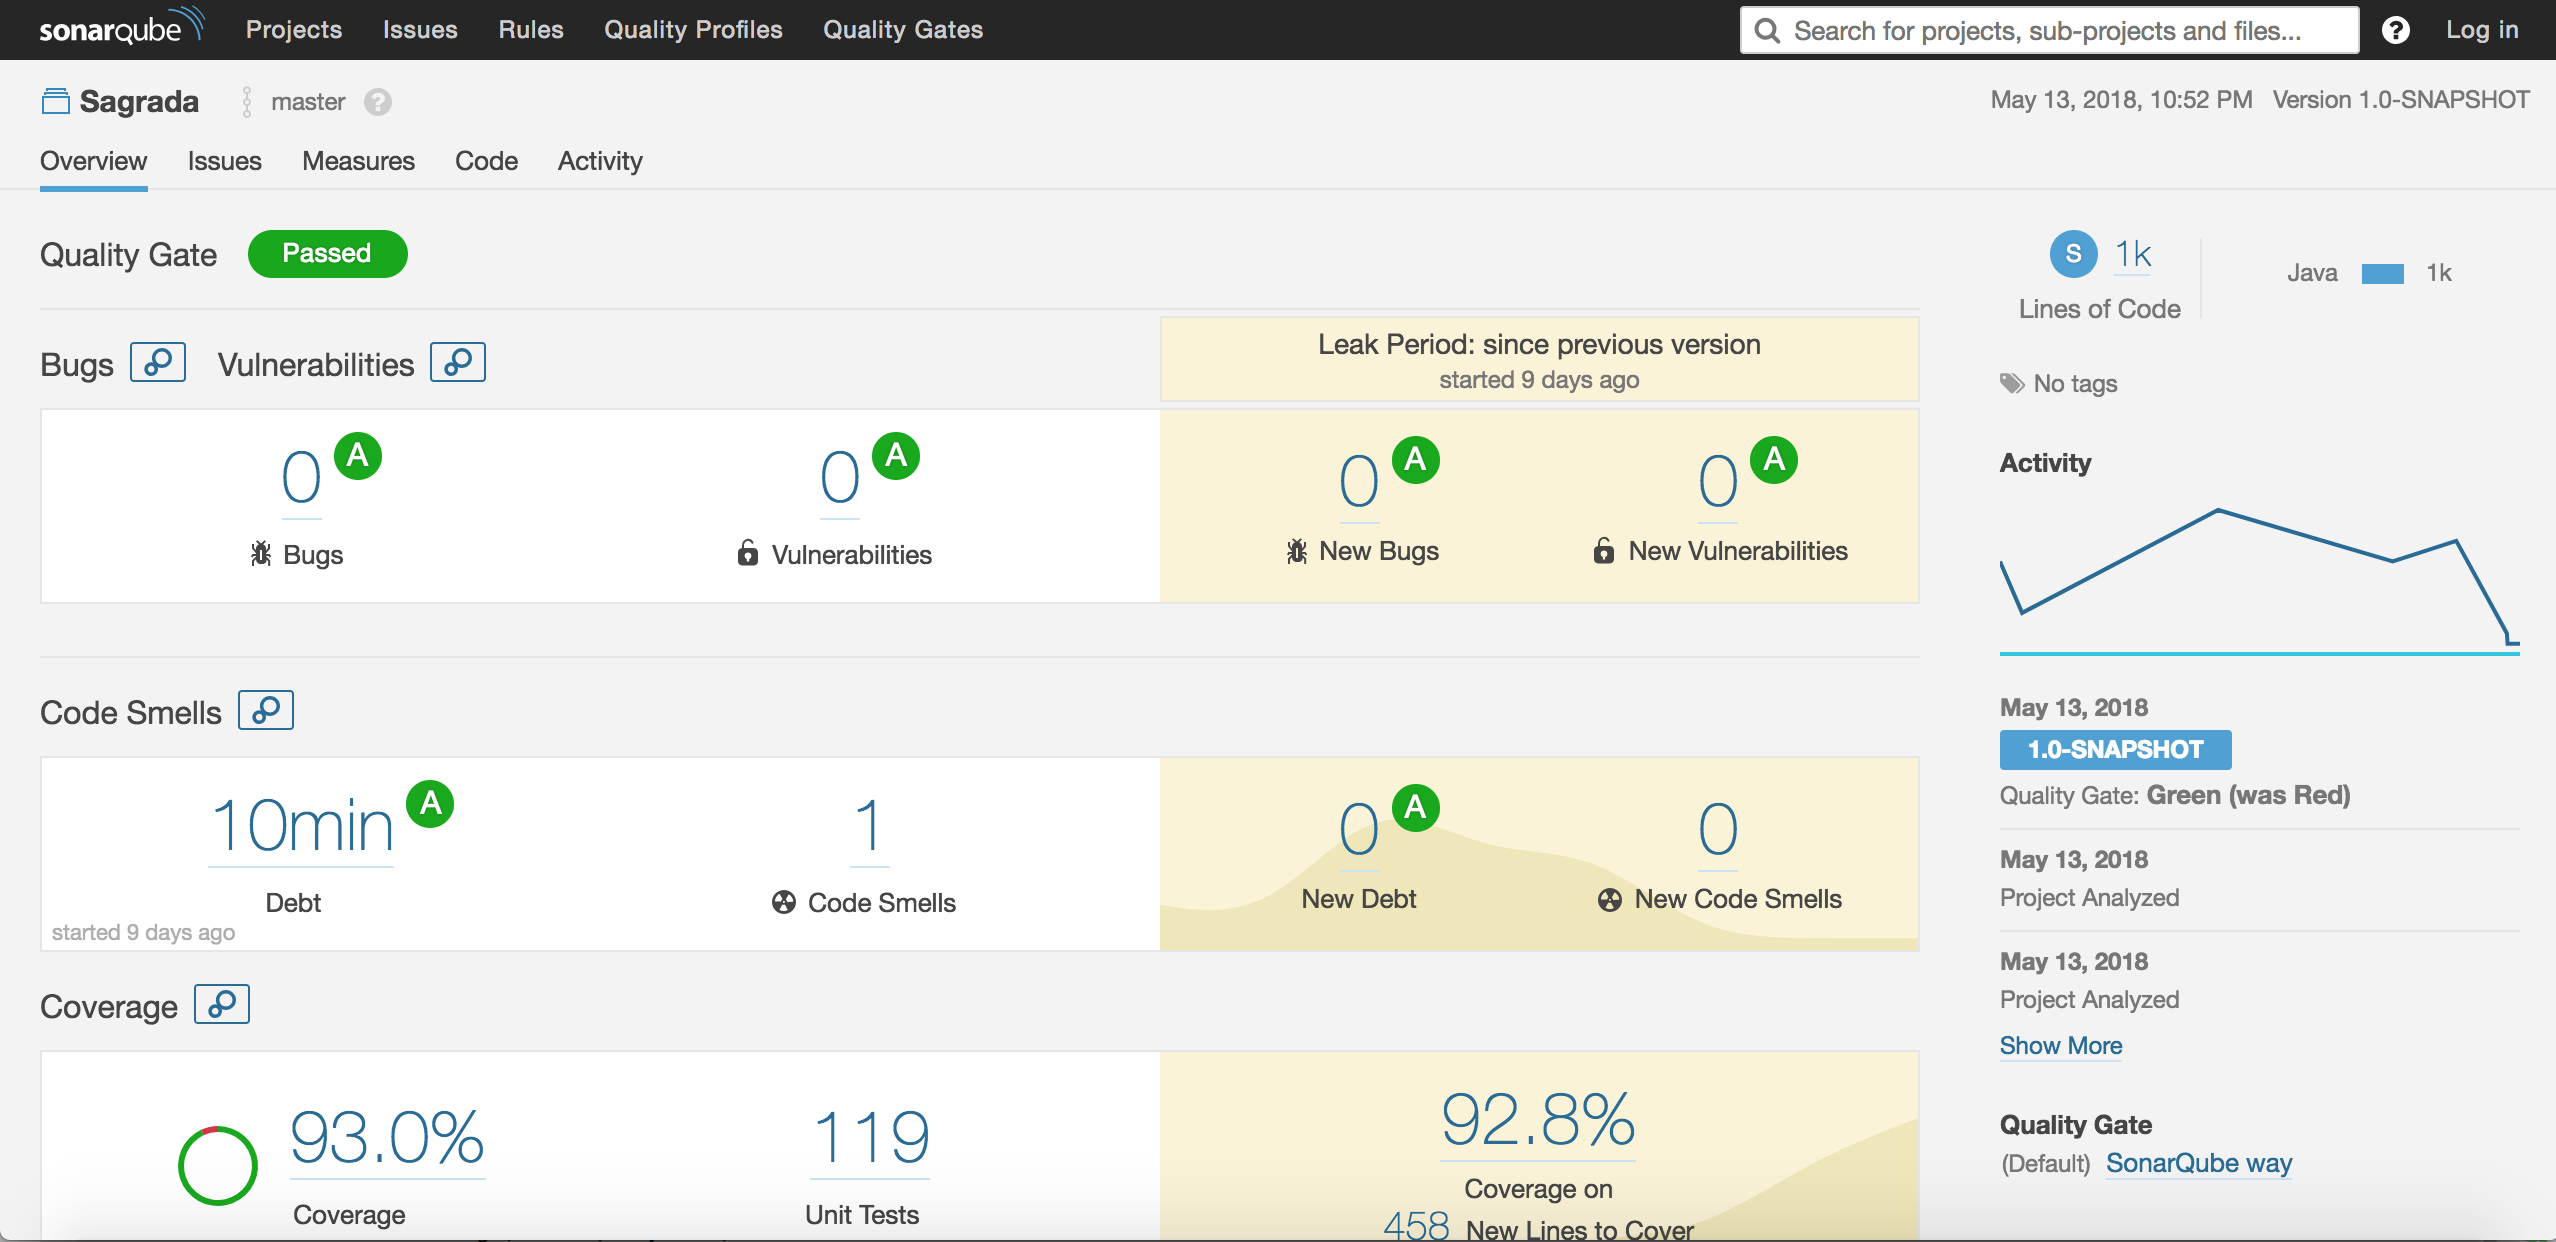 sonarqube Projects Issues Rules Quality Profiles Quality Gates Search for projects, sub-projects and files... ? Log in
Sagrada master ? May 13, 2018, 10:52 PM Version 1.0-SNAPSHOT
Overview Issues Measures Code Activity
Quality Gate Passed
Bugs Vulnerabilities
Leak Period: since previous version
started 9 days ago
0 A 0 A 0 A 0 A
Bugs Vulnerabilities New Bugs New Vulnerabilities
Code Smells
10min A 1 0 A 0
Debt Code Smells New Debt New Code Smells
started 9 days ago
Coverage
93.0% 119 92.8%
Coverage Unit Tests
Coverage on
458 New Lines to Cover
S 1k
Lines of Code
Java 1k
No tags
Activity
May 13, 2018
1.0-SNAPSHOT
Quality Gate: Green (was Red)
May 13, 2018
Project Analyzed
May 13, 2018
Project Analyzed
Show More
Quality Gate
(Default) SonarQube way